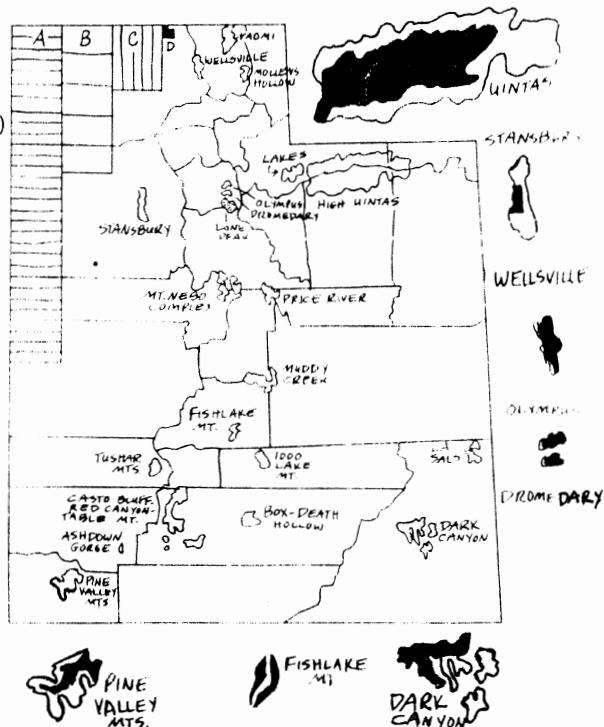 A
B
C
D
NAOMI
WELLSVILLE
MOLLENS
HOLLOW
UINTAS
LAKES
STANSBURY
OLYMPUS
HIGH UINTAS
DROMEDARY
LONE
PEAK
STANSBURY
WELLSVILLE
MT. NEBO
COMPLEX
PRICE RIVER
MUDDY
CREEK
OLYMPUS
FISHLAKE
MT.
TUSHAR
MTS
1000
LAKE
MT.
SALS
DROMEDARY
CASTO BLUFF
RED CANYON-
TABLE MT.
BOX-DEATH
HOLLOW
DARK
CANYON
ASHDOWN
GORGE
PINE
VALLEY
MTS
PINE
VALLEY
MTS.
FISHLAKE
MT
DARK
CANYON